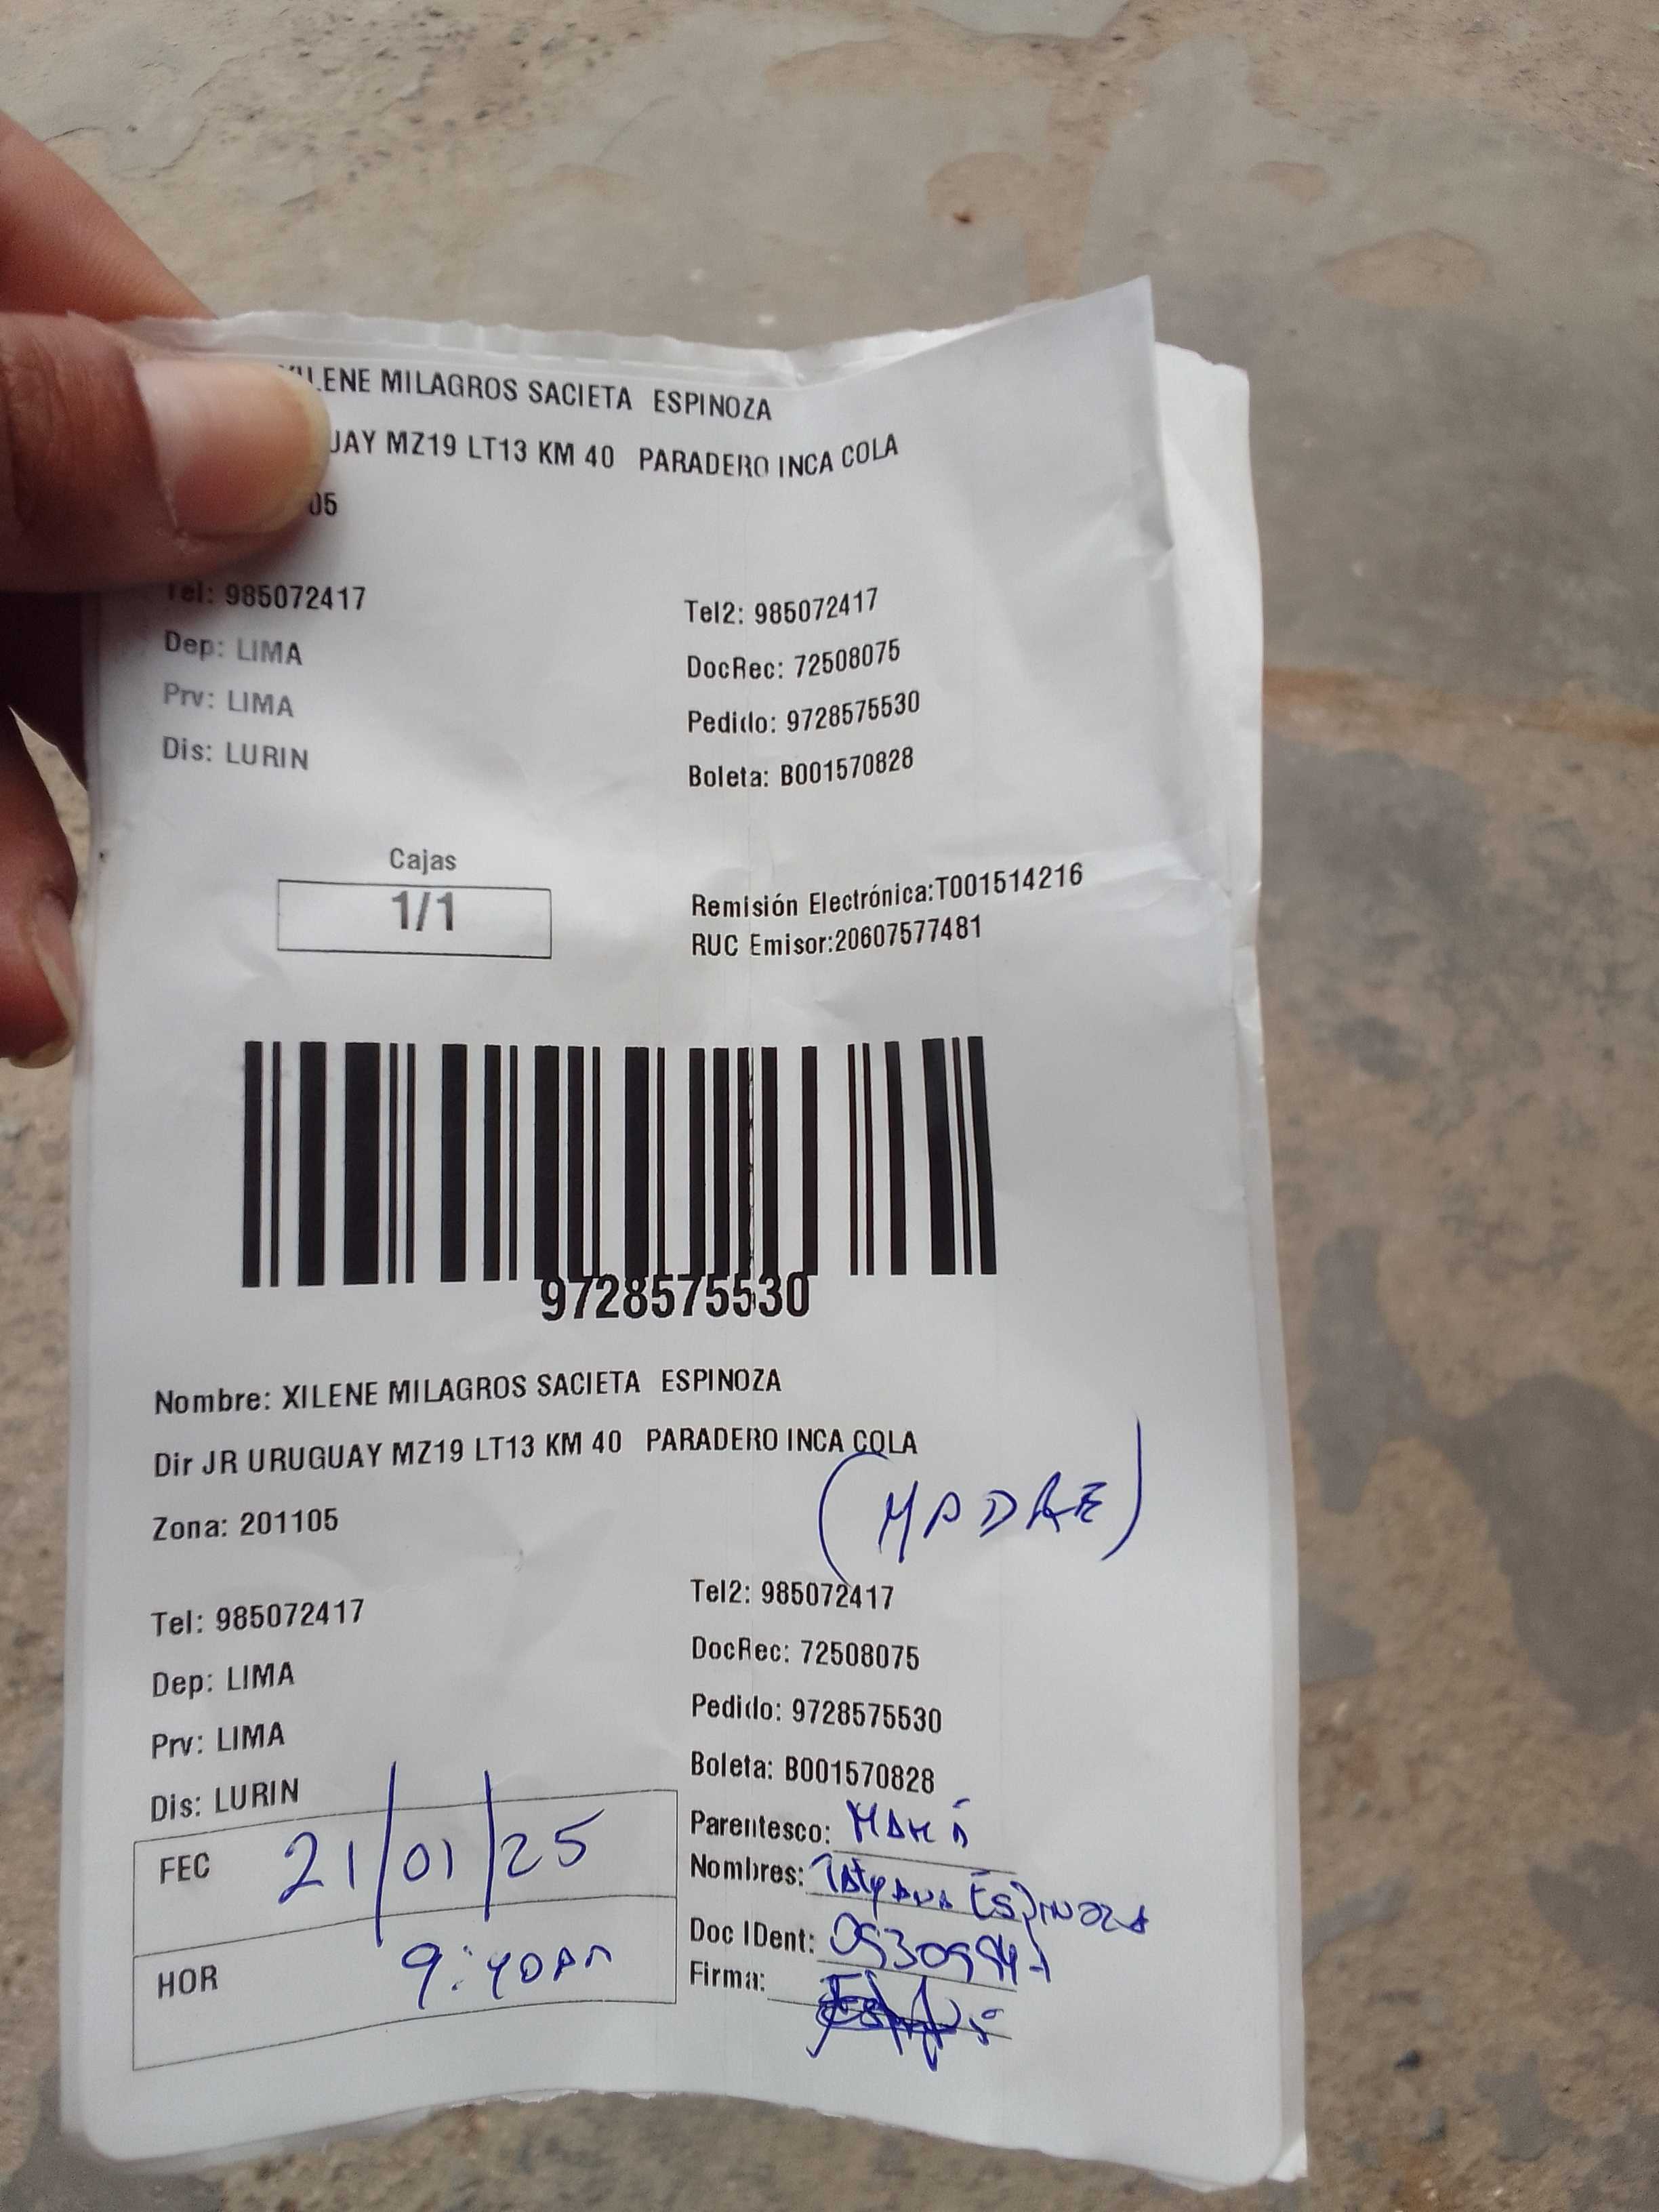 XILENE MILAGROS SACIETA ESPINOZA
UAY MZ19 LT13 KM 40 PARADERO INCA COLA
05
Tel: 985072417
Tel2: 985072417
Dep: LIMA
DocRec: 72508075
Prv: LIMA
Pedido: 9728575530
Dis: LURIN
Boleta: B001570828
Cajas
1/1
Remisión Electrónica:T001514216
RUC Emisor:20607577481
9728575530
Nombre: XILENE MILAGROS SACIETA ESPINOZA
Dir JR URUGUAY MZ19 LT13 KM 40 PARADERO INCA COLA
(MADRE)
Zona: 201105
Tel: 985072417
Tel2: 985072417
Dep: LIMA
DocRec: 72508075
Prv: LIMA
Pedido: 9728575530
Dis: LURIN
Boleta: B001570828
FEC 21/01/25
Parentesco: MAMÁ
Nombres: Tatyana Espinoza
Doc IDent:
HOR 9:40am
Firma: